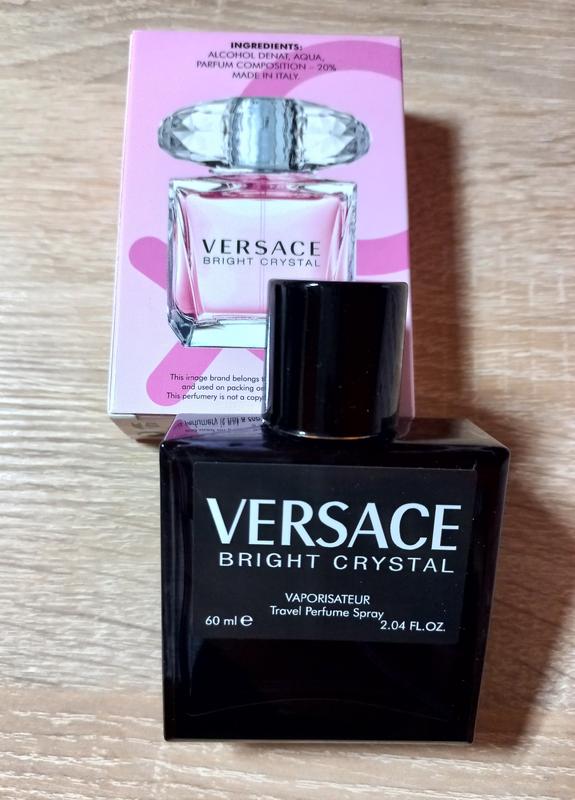 INGREDIENTS:
ALCOHOL DENAT, AQUA,
PARFUM COMPOSITION - 20%
MADE IN ITALY.
VERSACE
BRIGHT CRYSTAL
This image brand belongs
and used on packing
This perfumery is not a copy
VERSACE
BRIGHT CRYSTAL
VAPORISATEUR
Travel Perfume Spray
60 ml e 2.04 FL.OZ.